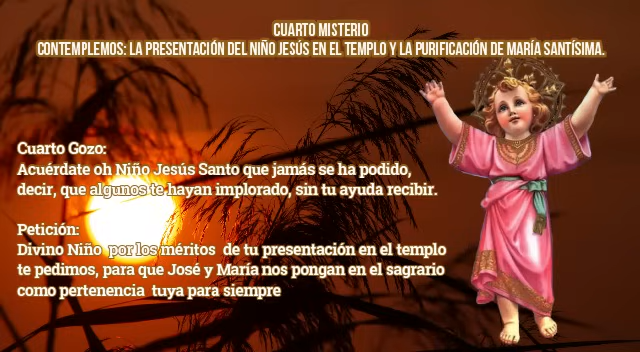 CUARTO MISTERIO
CONTEMPLEMOS: LA PRESENTACIÓN DEL NIÑO JESÚS EN EL TEMPLO Y LA PURIFICACIÓN DE MARÍA SANTÍSIMA.
Cuarto Gozo:
Acuérdate oh Niño Jesús Santo que jamás se ha podido,
decir, que algunos te hayan implorado, sin tu ayuda recibir.
Petición:
Divino Niño por los méritos de tu presentación en el templo
te pedimos, para que José y María nos pongan en el sagrario
como pertenencia tuya para siempre